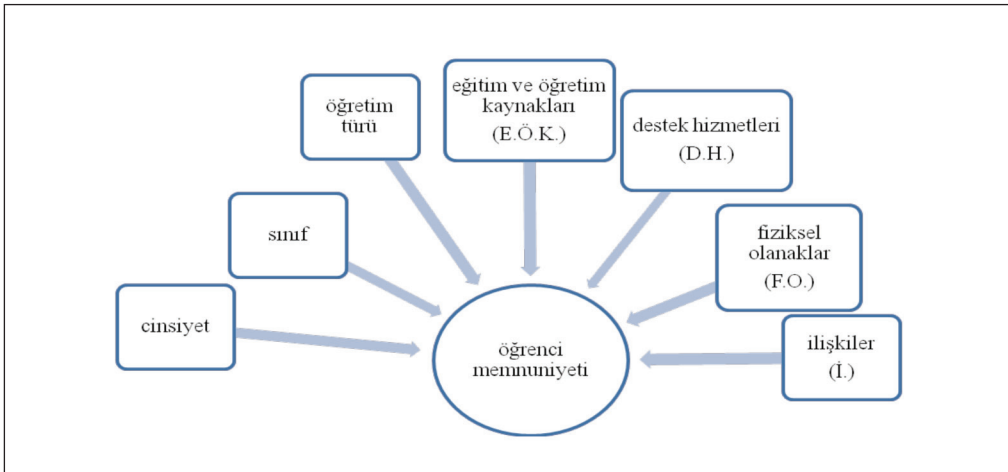 cinsiyet
sınıf
öğretim
türü
eğitim ve öğretim
kaynakları
(E.Ö.K.)
destek hizmetleri
(D.H.)
fiziksel
olanaklar
(F.O.)
ilişkiler
(İ.)
öğrenci
memnuniyeti